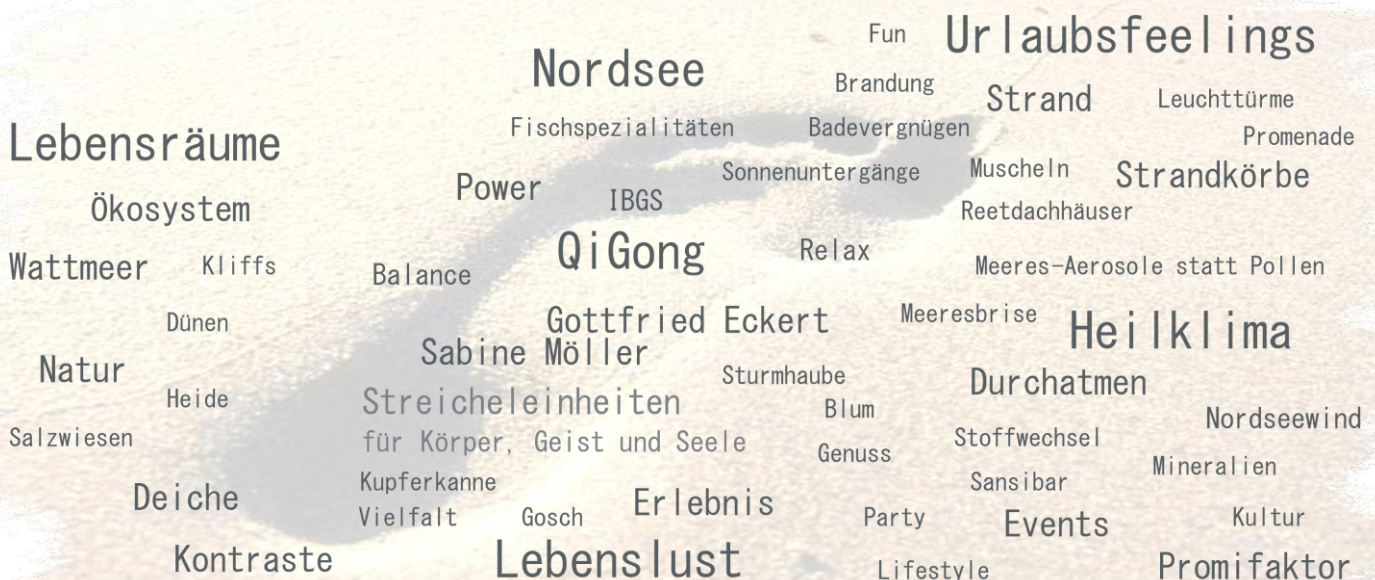 Fun
Urlaubsfeelings
Nordsee
Brandung
Strand
Leuchttürme
Fischspezialitäten
Badevergnügen
Promenade
Lebensräume
Sonnenuntergänge
Muscheln
Strandkörbe
Power
IBGS
Reetdachhäuser
Ökosystem
QiGong
Relax
Wattmeer
Kliffs
Balance
Meeres-Aerosole statt Pollen
Dünen
Gottfried Eckert
Meeresbrise
Heilklima
Sabine Möller
Natur
Sturmhaube
Durchatmen
Heide
Streicheleinheiten
Blum
Nordseewind
Salzwiesen
für Körper, Geist und Seele
Stoffwechsel
Genuss
Mineralien
Kupferkanne
Sansibar
Deiche
Erlebnis
Vielfalt
Gosch
Party
Events
Kultur
Kontraste
Lebenslust
Lifestyle
Promifaktor